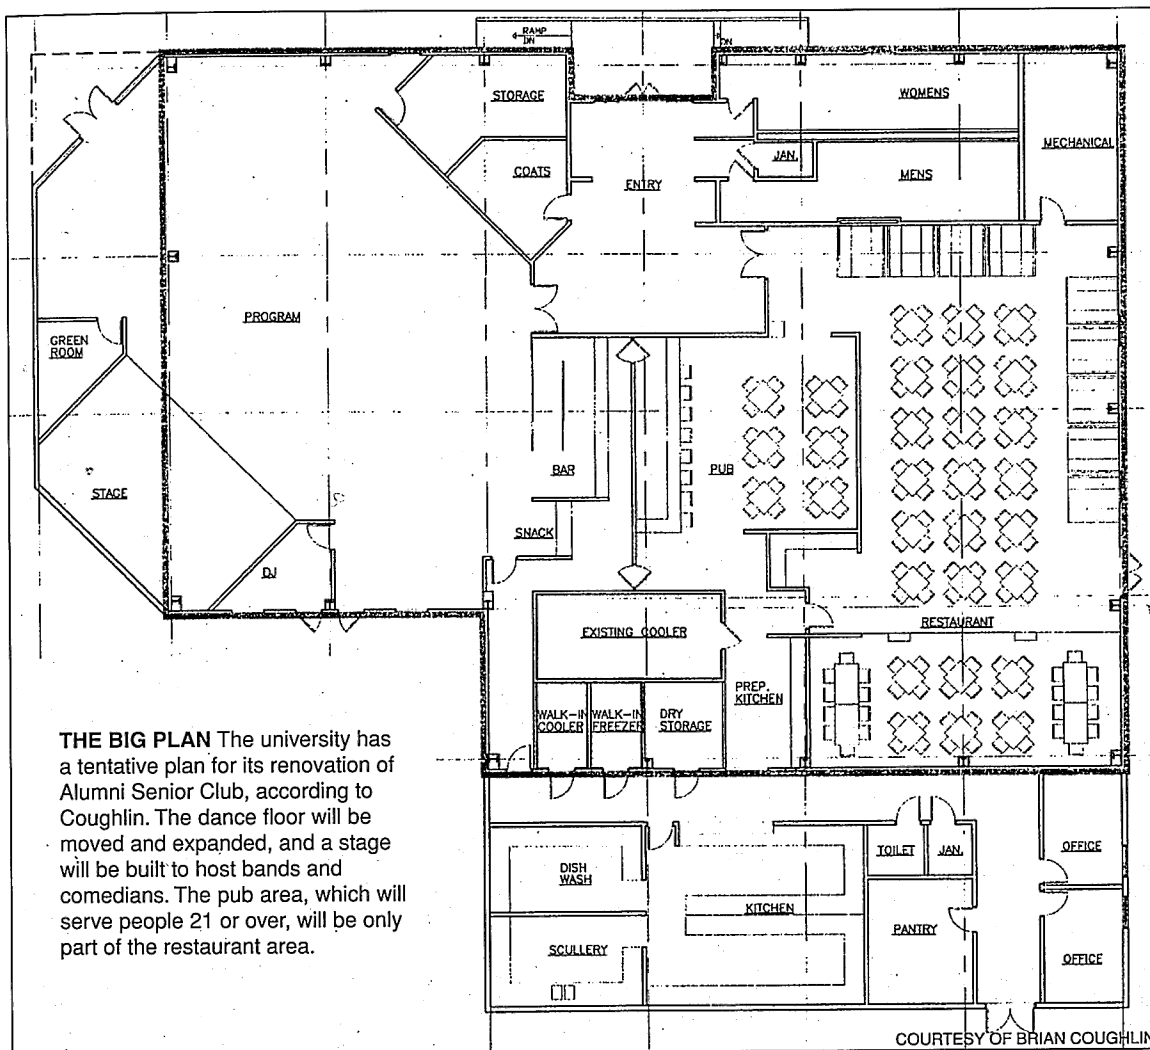 RAMP
DN
DN
STORAGE
WOMENS
COATS
JAN.
MECHANICAL
ENTRY
MENS
PROGRAM
GREEN
ROOM
BAR
PUB
STAGE
SNACK
DJ
RESTAURANT
EXISTING COOLER
PREP.
KITCHEN
WALK-IN
COOLER
WALK-IN
FREEZER
DRY
STORAGE
THE BIG PLAN The university has
a tentative plan for its renovation of
Alumni Senior Club, according to
Coughlin. The dance floor will be
moved and expanded, and a stage
will be built to host bands and
comedians. The pub area, which will
serve people 21 or over, will be only
part of the restaurant area.
DISH
WASH
TOILET
JAN.
OFFICE
KITCHEN
PANTRY
SCULLERY
OFFICE
COURTESY OF BRIAN COUGHLIN